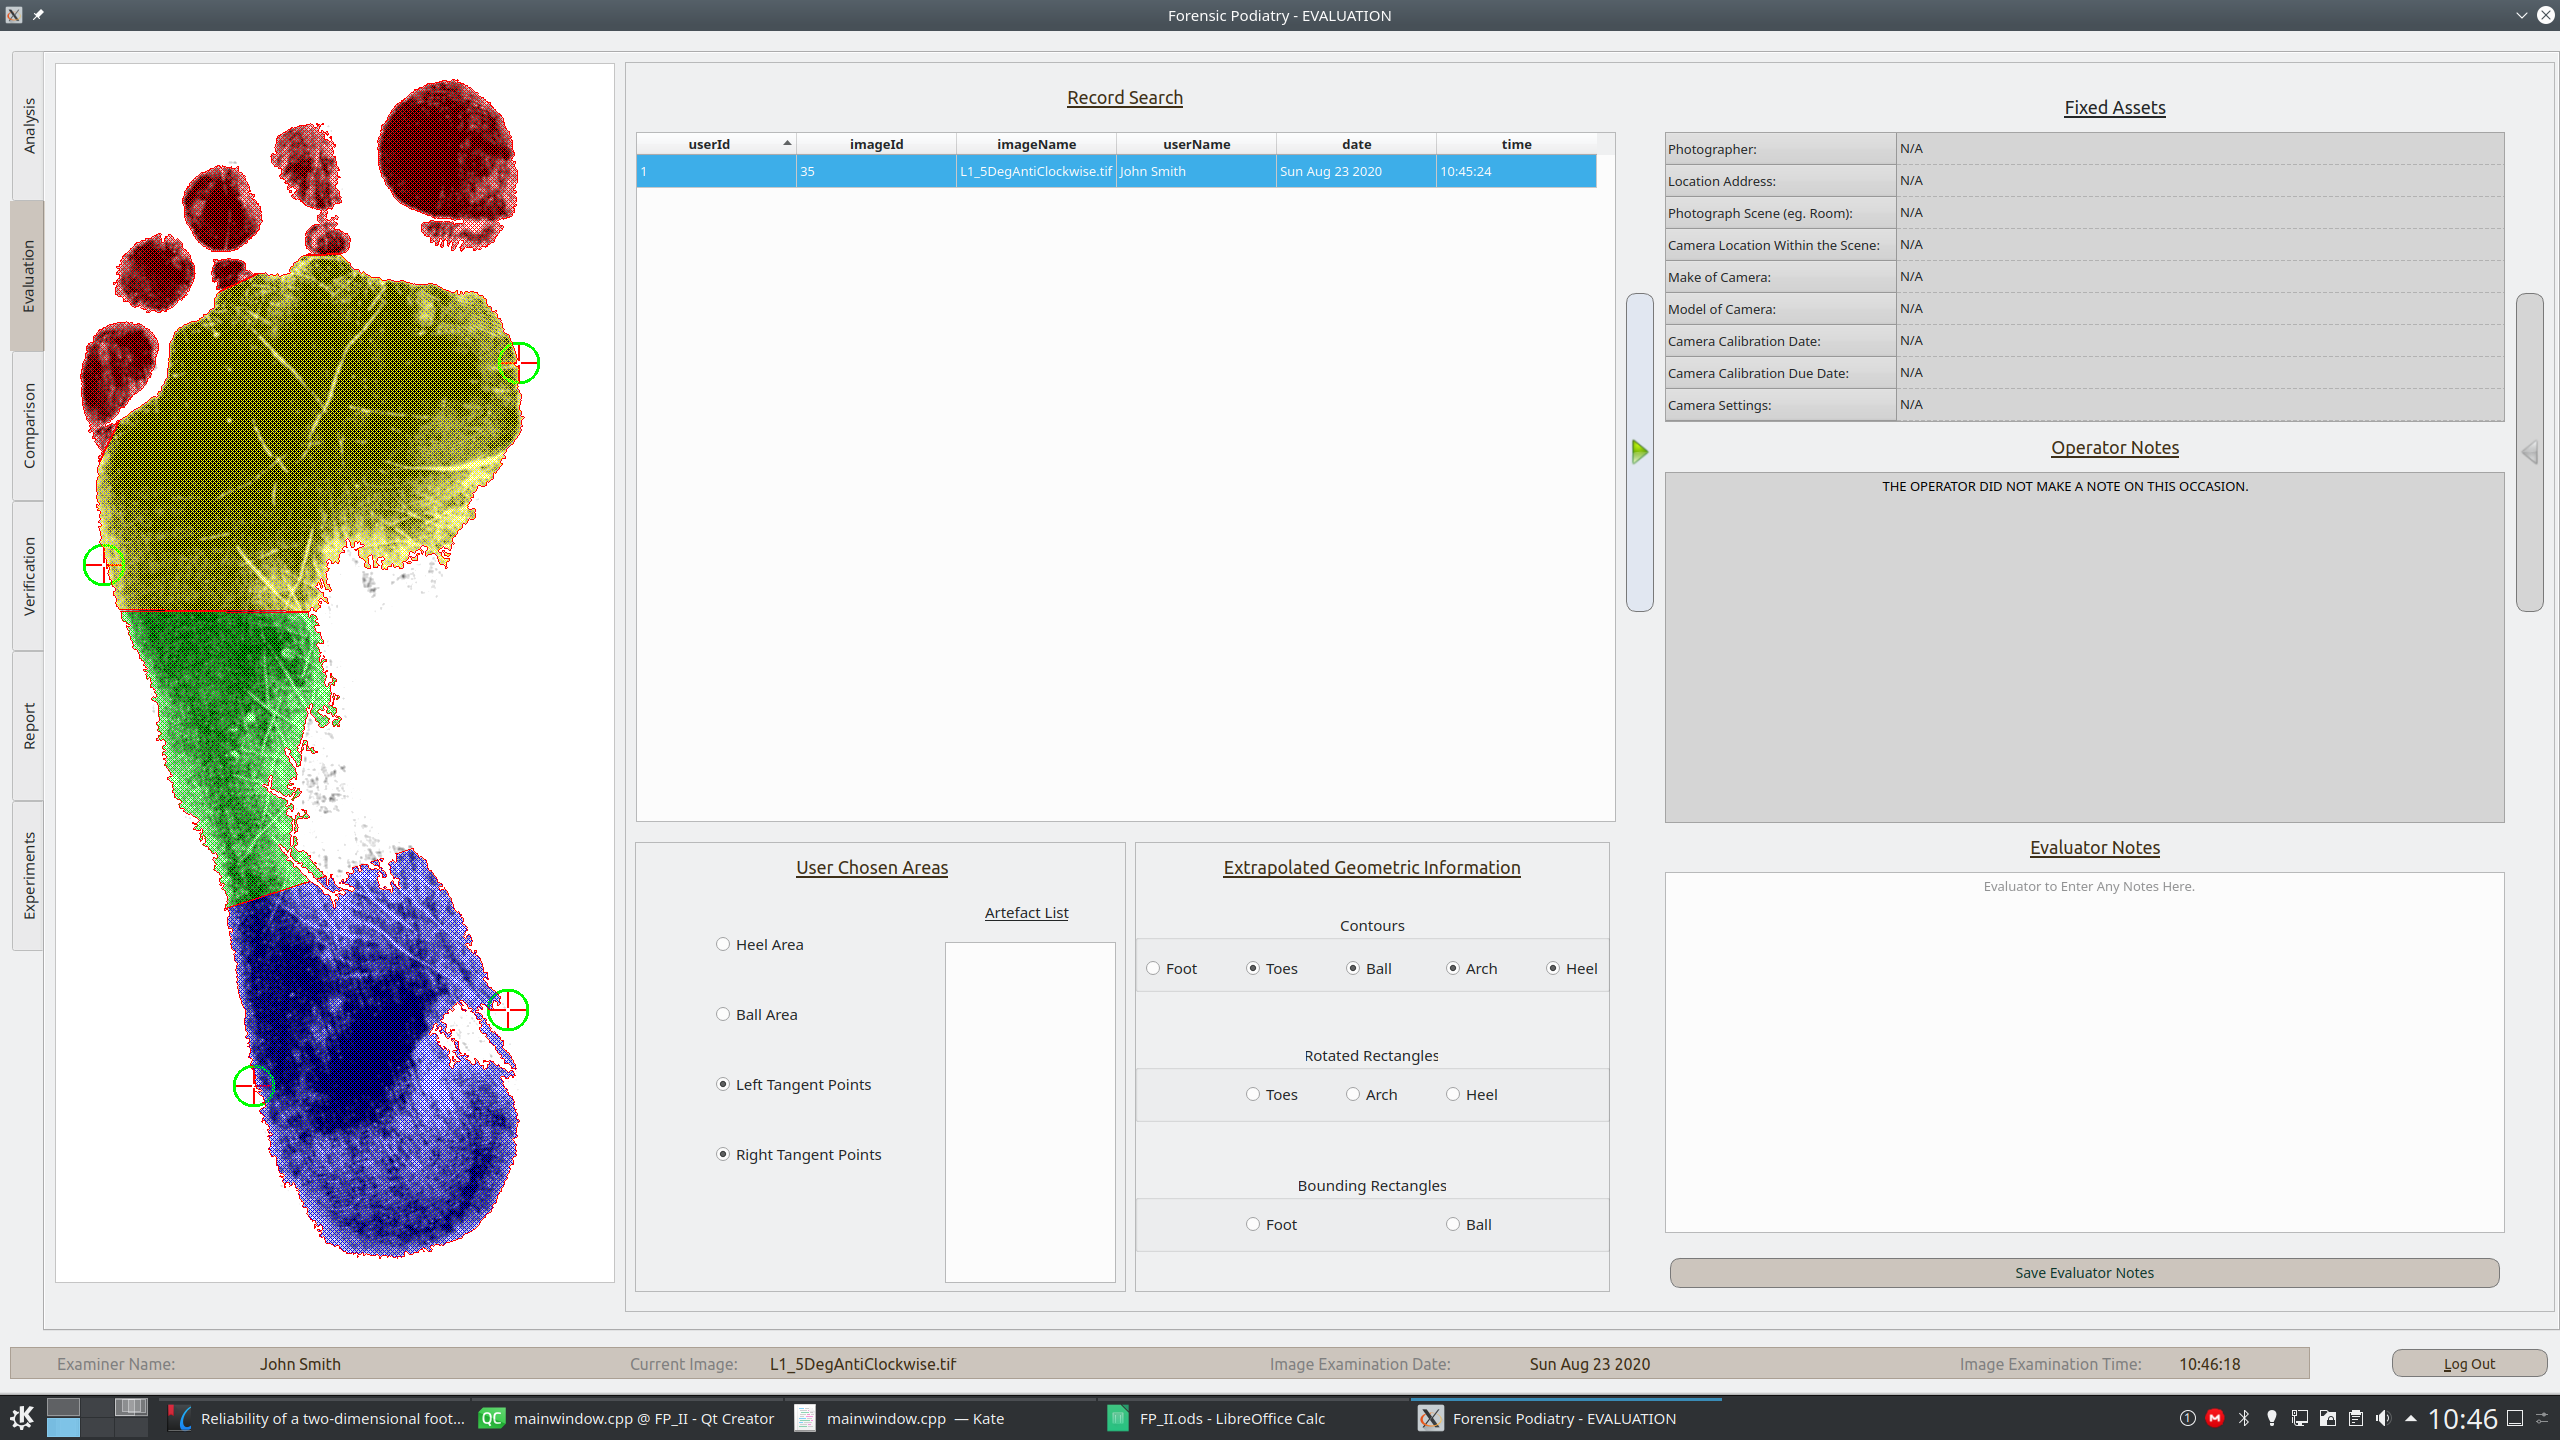 Forensic Podiatry - EVALUATION
Analysis
Evaluation
Comparison
Verification
Report
Experiments
Record Search
userId imageId imageName userName date time
1 35 L1_5DegAntiClockwise.tif John Smith Sun Aug 23 2020 10:45:24
User Chosen Areas
Artefact List
Heel Area
Ball Area
Left Tangent Points
Right Tangent Points
Extrapolated Geometric Information
Contours
Foot Toes Ball Arch Heel
Rotated Rectangles
Toes Arch Heel
Bounding Rectangles
Foot Ball
Fixed Assets
Photographer: N/A
Location Address: N/A
Photograph Scene (eg. Room): N/A
Camera Location Within the Scene: N/A
Make of Camera: N/A
Model of Camera: N/A
Camera Calibration Date: N/A
Camera Calibration Due Date: N/A
Camera Settings: N/A
Operator Notes
THE OPERATOR DID NOT MAKE A NOTE ON THIS OCCASION.
Evaluator Notes
Evaluator to Enter Any Notes Here.
Save Evaluator Notes
Examiner Name: John Smith Current Image: L1_5DegAntiClockwise.tif Image Examination Date: Sun Aug 23 2020 Image Examination Time: 10:46:18
Log Out
Reliability of a two-dimensional foot... QC mainwindow.cpp @ FP_II - Qt Creator mainwindow.cpp — Kate FP_II.ods - LibreOffice Calc Forensic Podiatry - EVALUATION 1 M 10:46